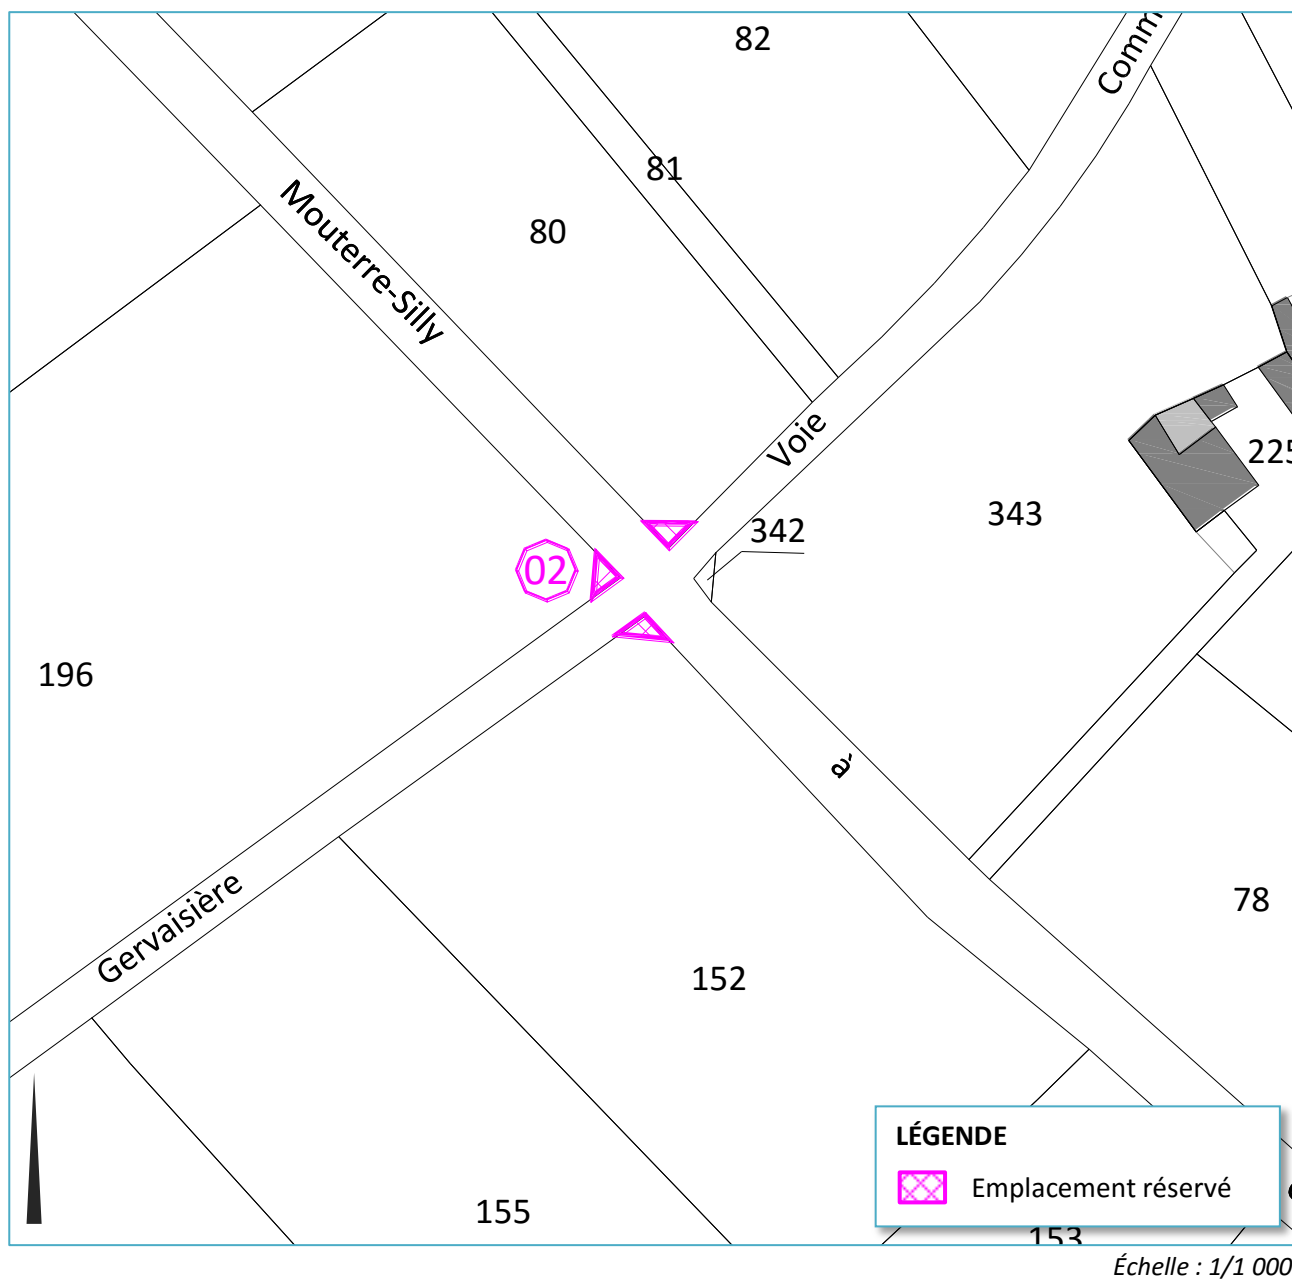 82
Comm
81
80
Mouterre-Silly
Voie
225
343
342
02
196
à
Gervaisière
78
152
LÉGENDE
Emplacement réservé
155
153
Échelle : 1/1 000